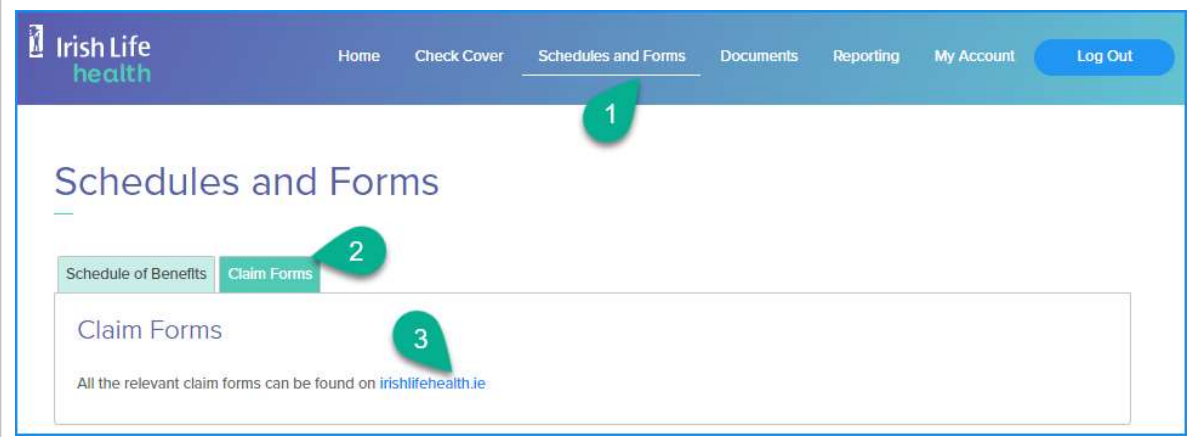 Irish Life
health
Home Check Cover Schedules and Forms Documents Reporting My Account Log Out
1
Schedules and Forms
2
Schedule of Benefits Claim Forms
Claim Forms
3
All the relevant claim forms can be found on irishlifehealth.ie